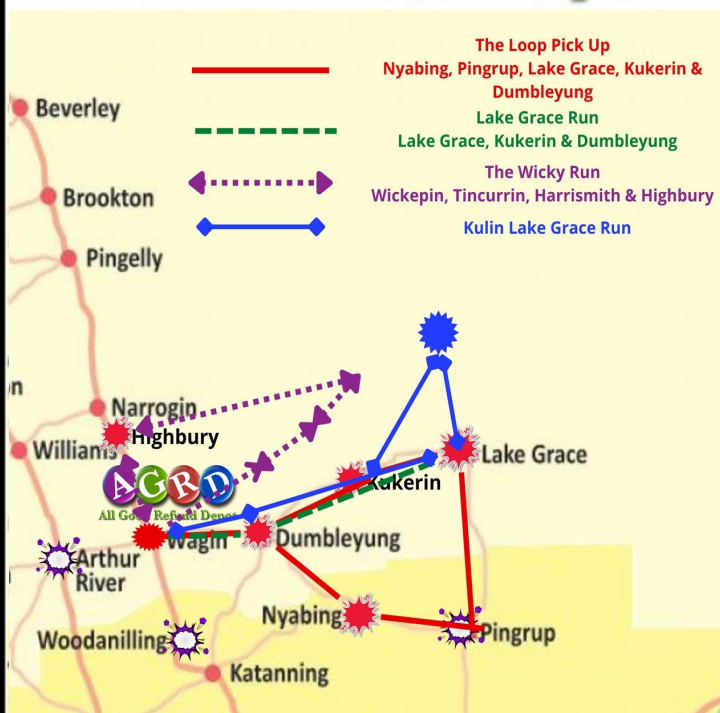 The Loop Pick Up
Nyabing, Pingrup, Lake Grace, Kukerin &
Dumbleyung
Lake Grace Run
Lake Grace, Kukerin & Dumbleyung
The Wicky Run
Wickepin, Tincurrin, Harrismith & Highbury
Kulin Lake Grace Run
Beverley
Brookton
Pingelly
n
Narrogin
Highbury
Williams
Lake Grace
AGRD
Kukerin
All Good Refund Depot
Wagin
Dumbleyung
Arthur
River
Nyabing
Pingrup
Woodanilling
Katanning